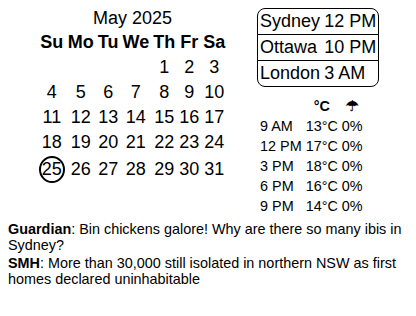 May 2025
Su Mo Tu We Th Fr Sa
1 2 3
4 5 6 7 8 9 10
11 12 13 14 15 16 17
18 19 20 21 22 23 24
25 26 27 28 29 30 31
Sydney 12 PM
Ottawa 10 PM
London 3 AM
°C ☂
9 AM 13°C 0%
12 PM 17°C 0%
3 PM 18°C 0%
6 PM 16°C 0%
9 PM 14°C 0%
Guardian: Bin chickens galore! Why are there so many ibis in
Sydney?
SMH: More than 30,000 still isolated in northern NSW as first
homes declared uninhabitable